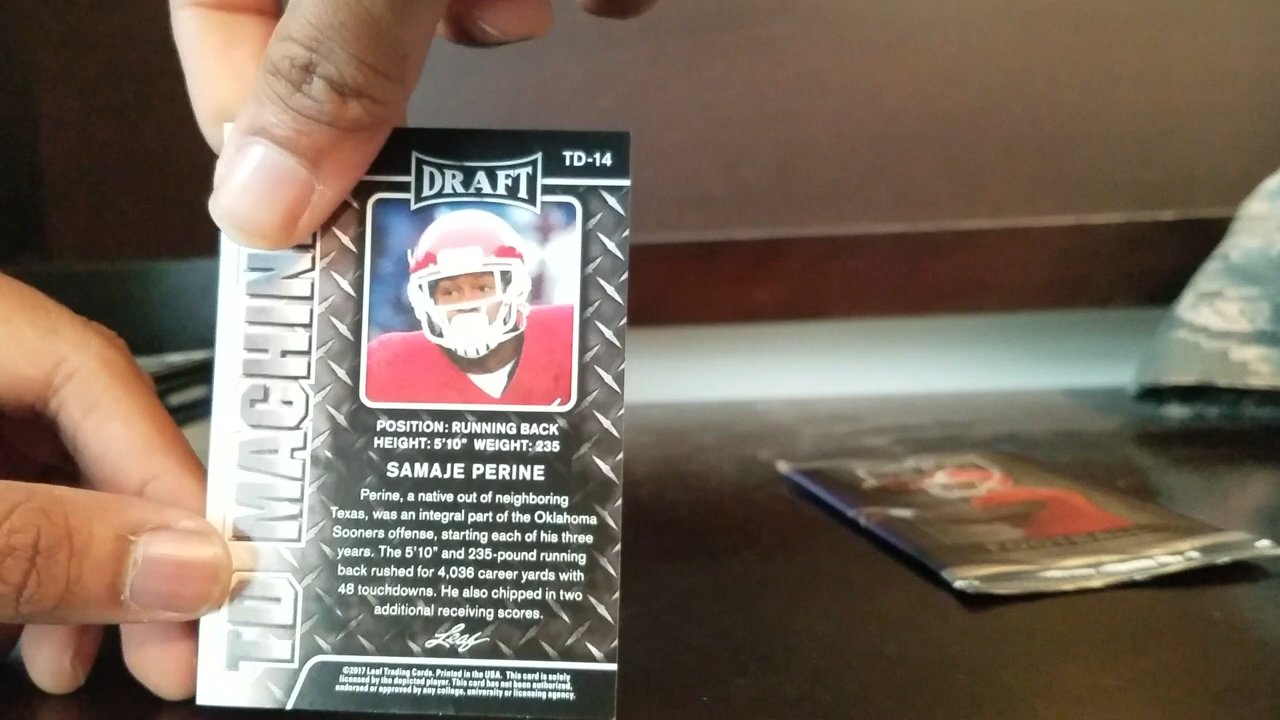 TD-14
DRAFT
TD MACHIN
POSITION: RUNNING BACK
HEIGHT: 5'10" WEIGHT: 235
SAMAJE PERINE
Perine, a native out of neighboring
Texas, was an integral part of the Oklahoma
Sooners offense, starting each of his three
years. The 5'10" and 235-pound running
back rushed for 4,036 career yards with
48 touchdowns. He also chipped in two
additional receiving scores.
Leaf
©2017 Leaf Trading Cards. Printed in the USA. This card is solely
licensed by the depicted player. This card has not been authorized,
endorsed or approved by any college, university or licensing agency.